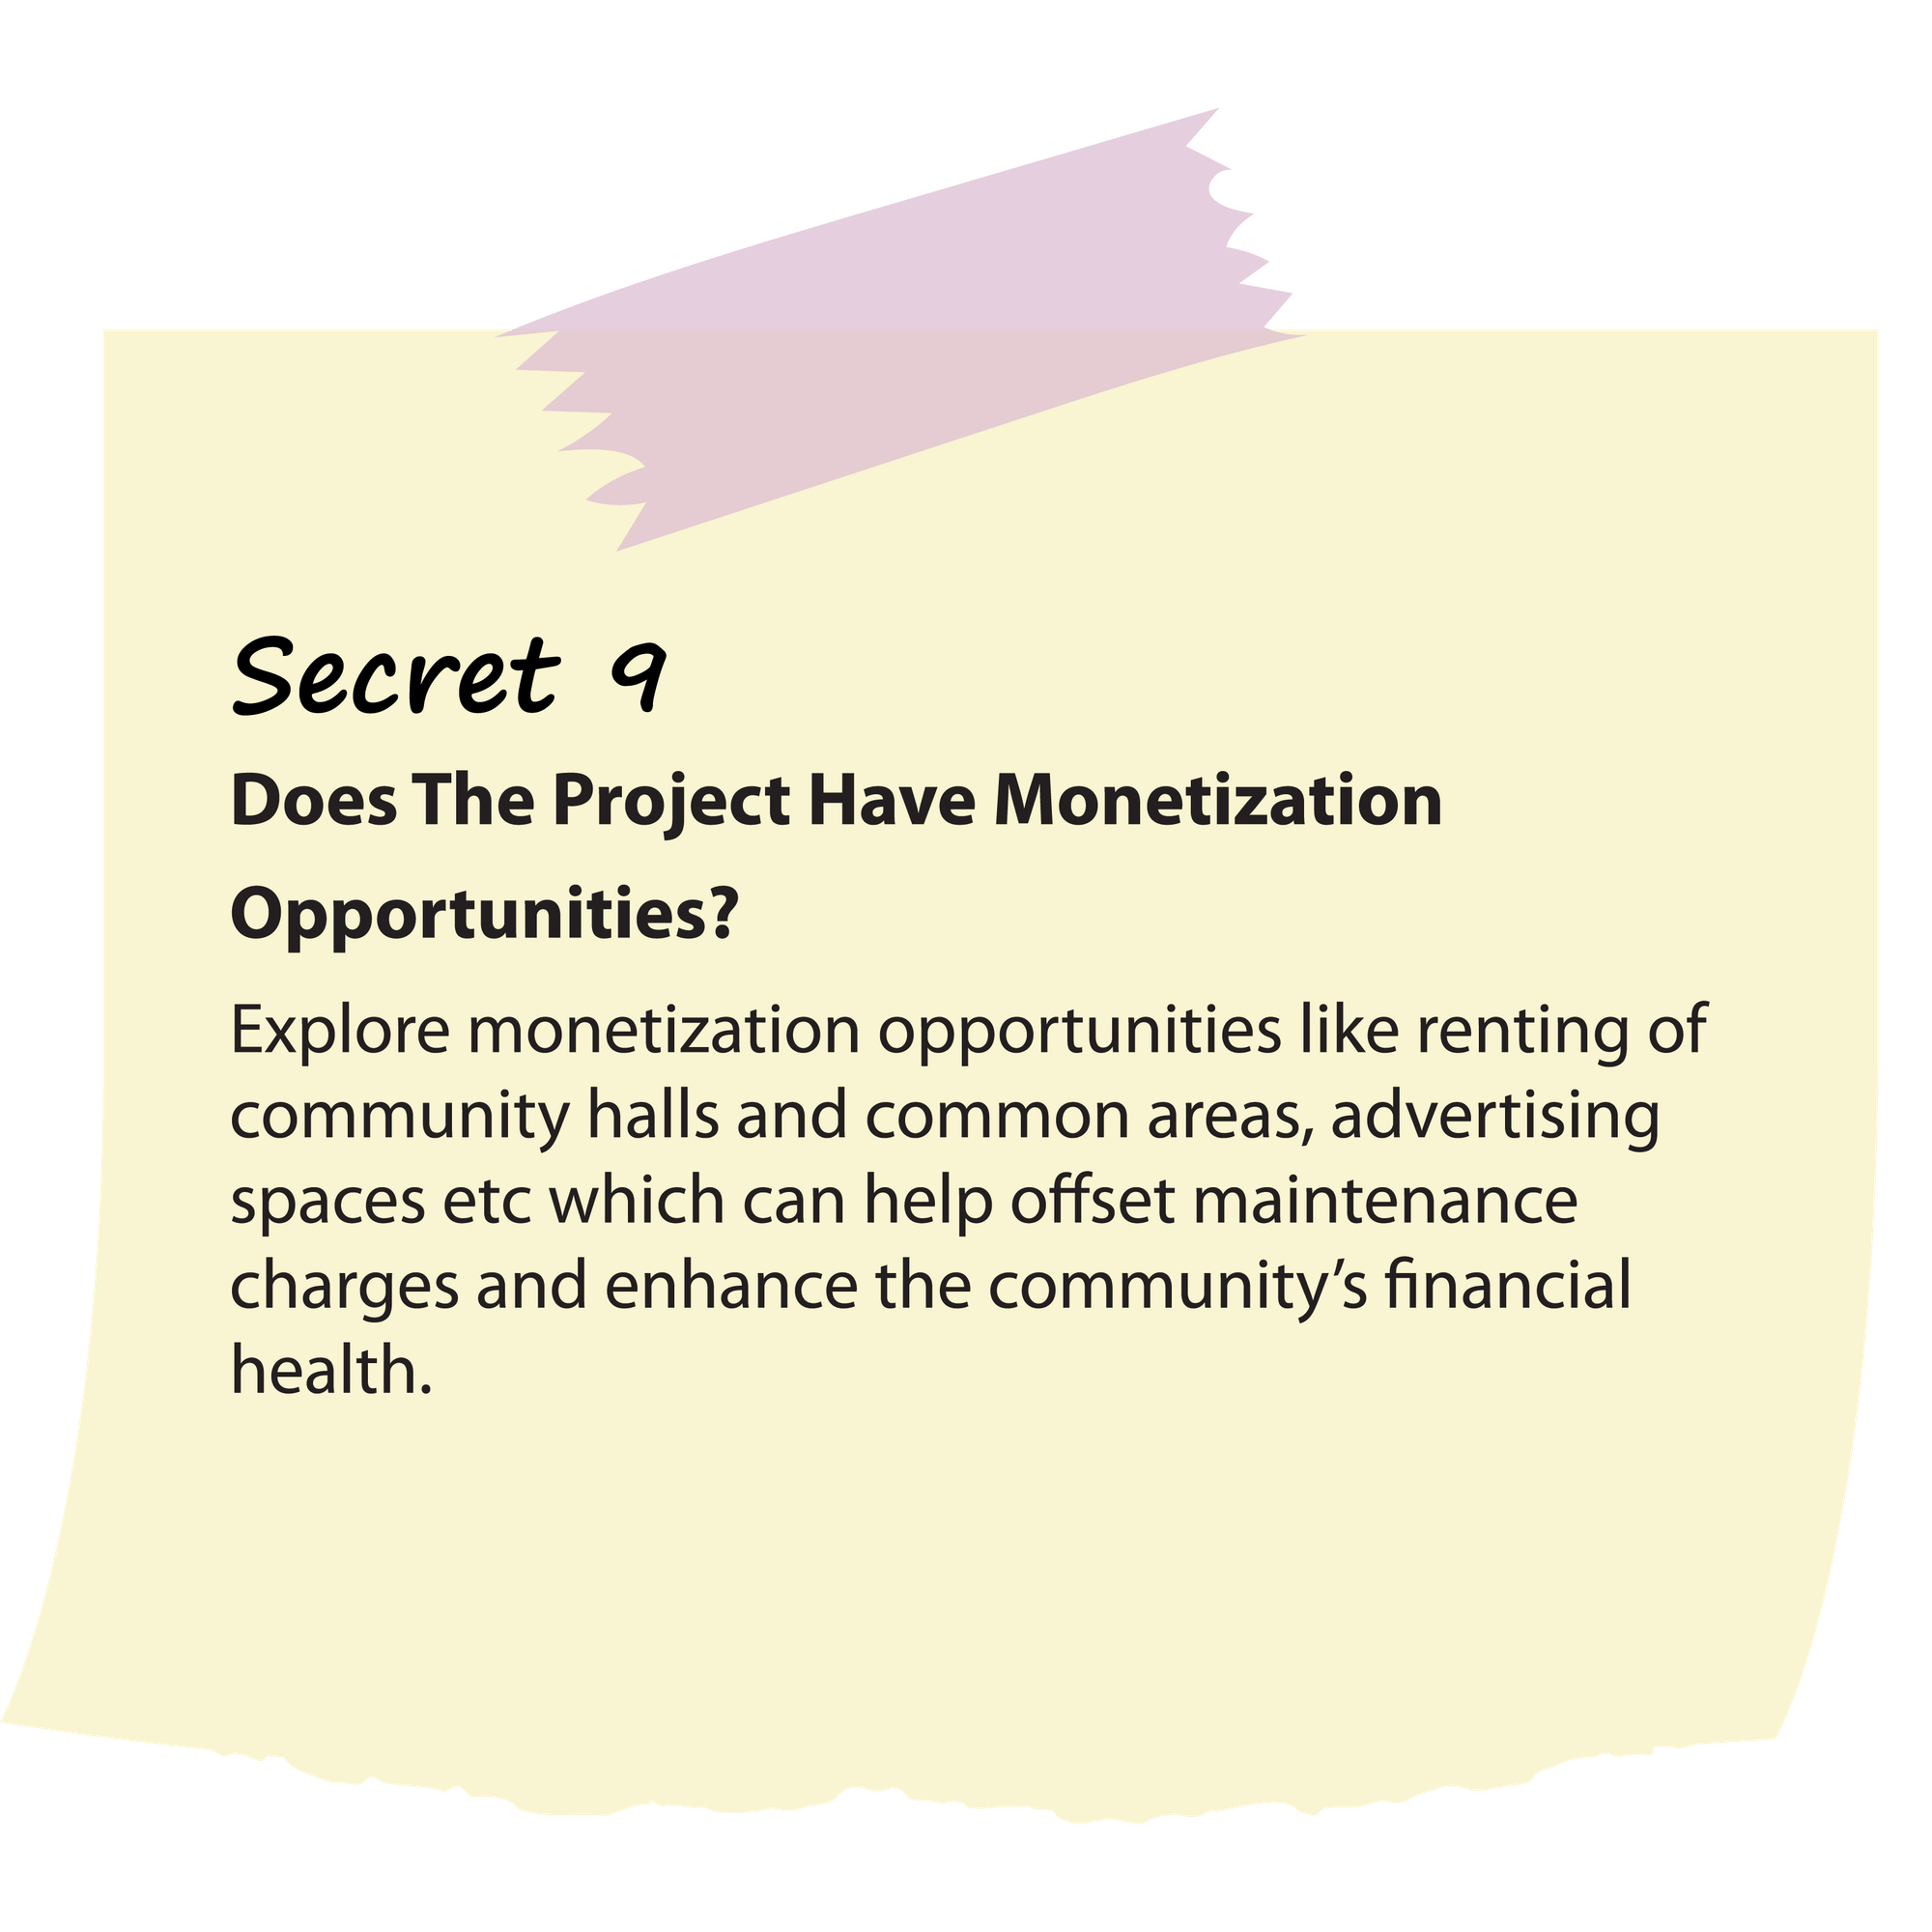 Secret 9
Does The Project Have Monetization
Opportunities?
Explore monetization opportunities like renting of
community halls and common areas, advertising
spaces etc which can help offset maintenance
charges and enhance the community’s financial
health.